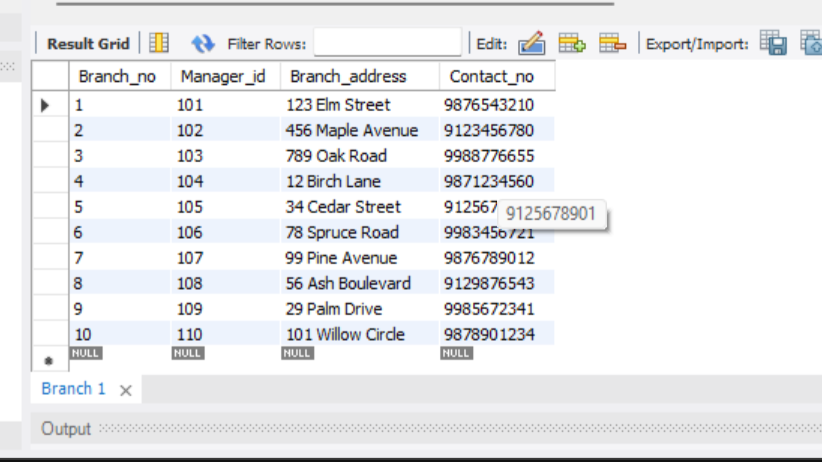 Result Grid Filter Rows: Edit: Export/Import:
Branch_no Manager_id Branch_address Contact_no
1 101 123 Elm Street 9876543210
2 102 456 Maple Avenue 9123456780
3 103 789 Oak Road 9988776655
4 104 12 Birch Lane 9871234560
5 105 34 Cedar Street 91256
9125678901
6 106 78 Spruce Road 9983456721
7 107 99 Pine Avenue 9876789012
8 108 56 Ash Boulevard 9129876543
9 109 29 Palm Drive 9985672341
10 110 101 Willow Circle 9878901234
NULL NULL NULL NULL
Branch 1
Output